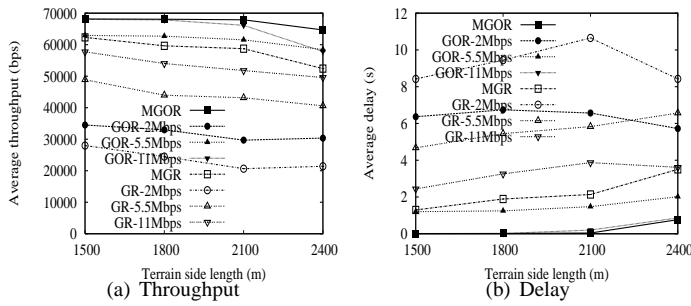 70000
60000
50000
40000
30000
20000
10000
0
Average throughput (bps)
MGOR
GOR-2Mbps
GOR-5.5Mbps
GOR-11Mbps
MGR
GR-2Mbps
GR-5.5Mbps
GR-11Mbps
1500 1800 2100 2400
Terrain side length (m)
(a) Throughput
12
10
8
6
4
2
0
Average delay (s)
MGOR
GOR-2Mbps
GOR-5.5Mbps
GOR-11Mbps
MGR
GR-2Mbps
GR-5.5Mbps
GR-11Mbps
1500 1800 2100 2400
Terrain side length (m)
(b) Delay